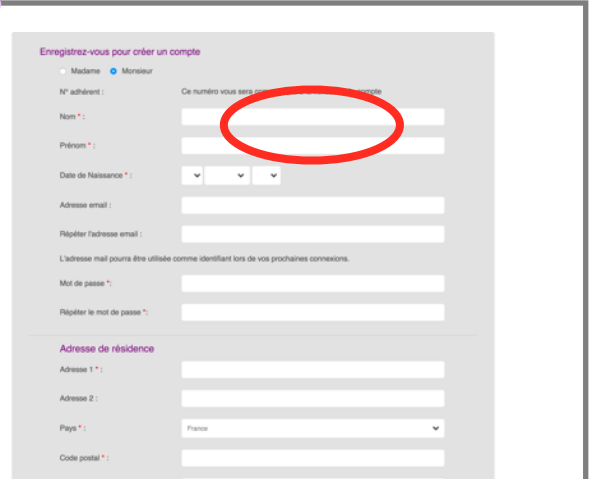 Enregistrez-vous pour créer un compte
Madame Monsieur
N° adhérent : Ce numéro vous sera compte
Nom * :
Prénom * :
Date de Naissance * :
Adresse email :
Répéter l'adresse email :
L'adresse mail pourra être utilisée comme identifiant lors de vos prochaines connexions.
Mot de passe *:
Répéter le mot de passe *:
Adresse de résidence
Adresse 1 * :
Adresse 2 :
Pays * : France
Code postal * :